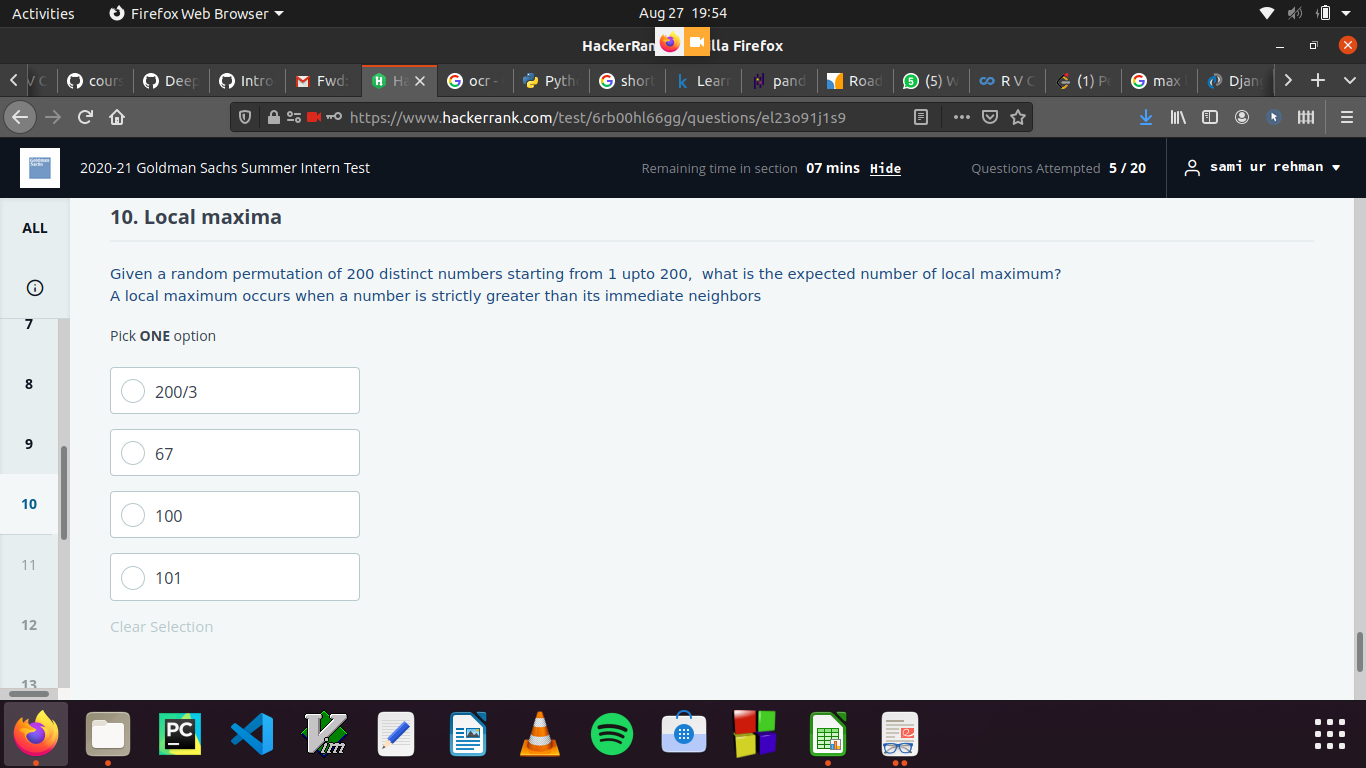 Activities Firefox Web Browser Aug 27 19:54
HackerRan lla Firefox
V C cours Deep Intro Fwd: Ha ocr - Pyth short Lear pand Road (5) W R V C (1) Pe max Djan
https://www.hackerrank.com/test/6rb00hl66gg/questions/el23o91j1s9
Goldman Sachs 2020-21 Goldman Sachs Summer Intern Test Remaining time in section 07 mins Hide Questions Attempted 5 / 20 sami ur rehman
ALL
10. Local maxima
Given a random permutation of 200 distinct numbers starting from 1 upto 200, what is the expected number of local maximum?
A local maximum occurs when a number is strictly greater than its immediate neighbors
7
Pick ONE option
8
200/3
9
67
10
100
11
101
12
Clear Selection
13
PC
Vim